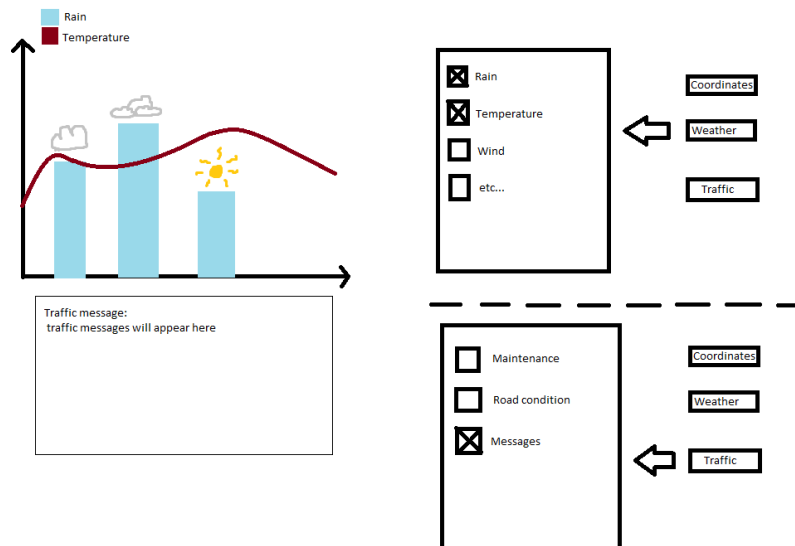 Rain
Temperature
Traffic message:
traffic messages will appear here
Rain
Temperature
Wind
etc...
Coordinates
Weather
Traffic
Maintenance
Road condition
Messages
Coordinates
Weather
Traffic